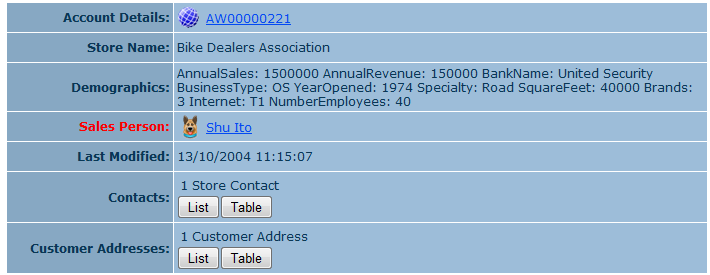 Account Details: AW00000221
Store Name: Bike Dealers Association
Demographics: AnnualSales: 1500000 AnnualRevenue: 150000 BankName: United Security
BusinessType: OS YearOpened: 1974 Specialty: Road SquareFeet: 40000 Brands:
3 Internet: T1 NumberEmployees: 40
Sales Person: Shu Ito
Last Modified: 13/10/2004 11:15:07
Contacts: 1 Store Contact
List Table
Customer Addresses: 1 Customer Address
List Table